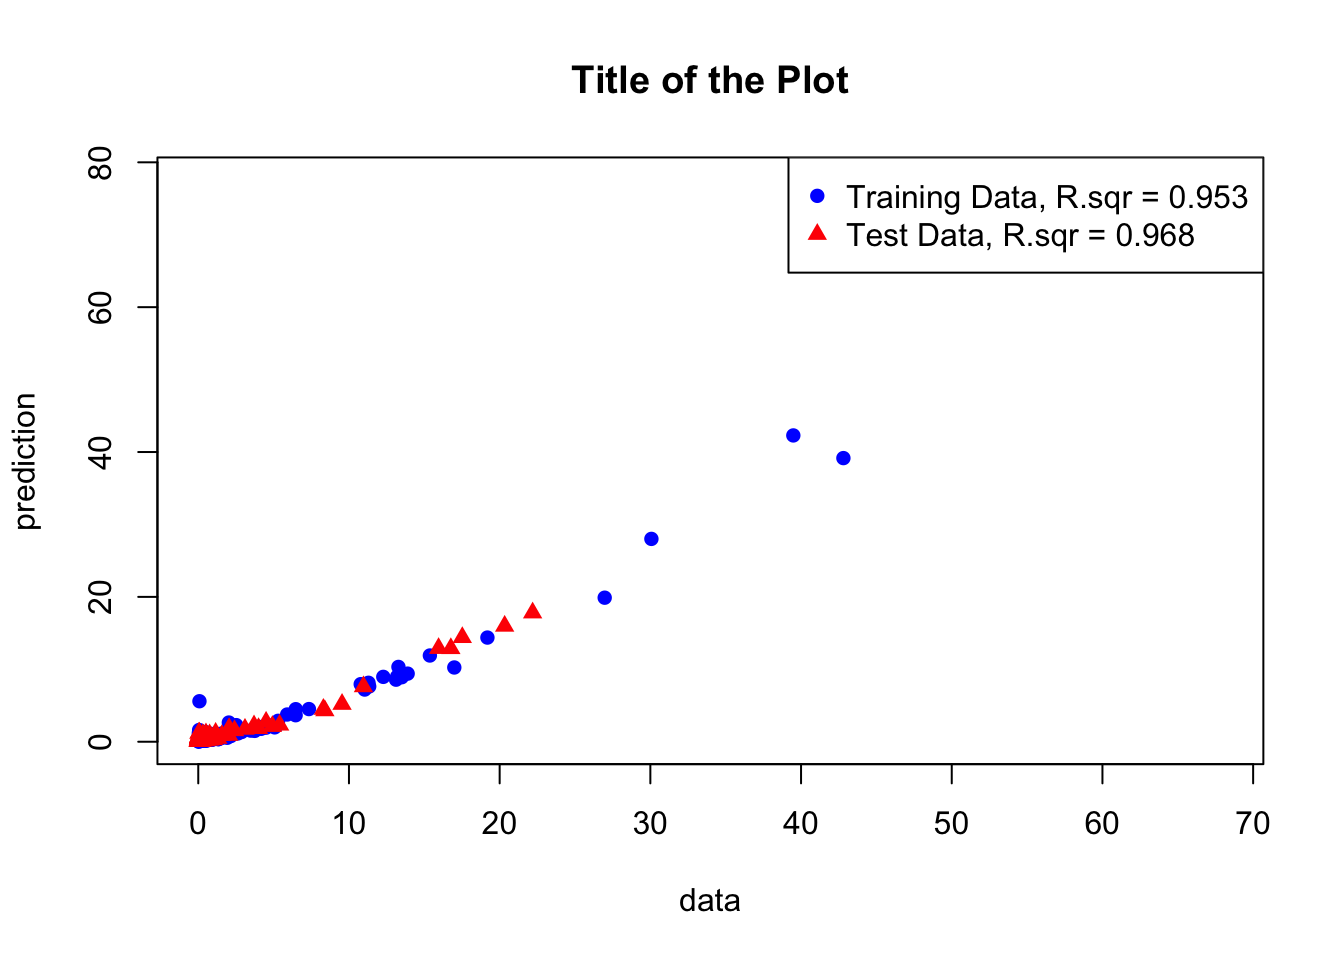 Title of the Plot
Training Data, R.sqr = 0.953
Test Data, R.sqr = 0.968
80
60
40
20
0
prediction
0 10 20 30 40 50 60 70
data